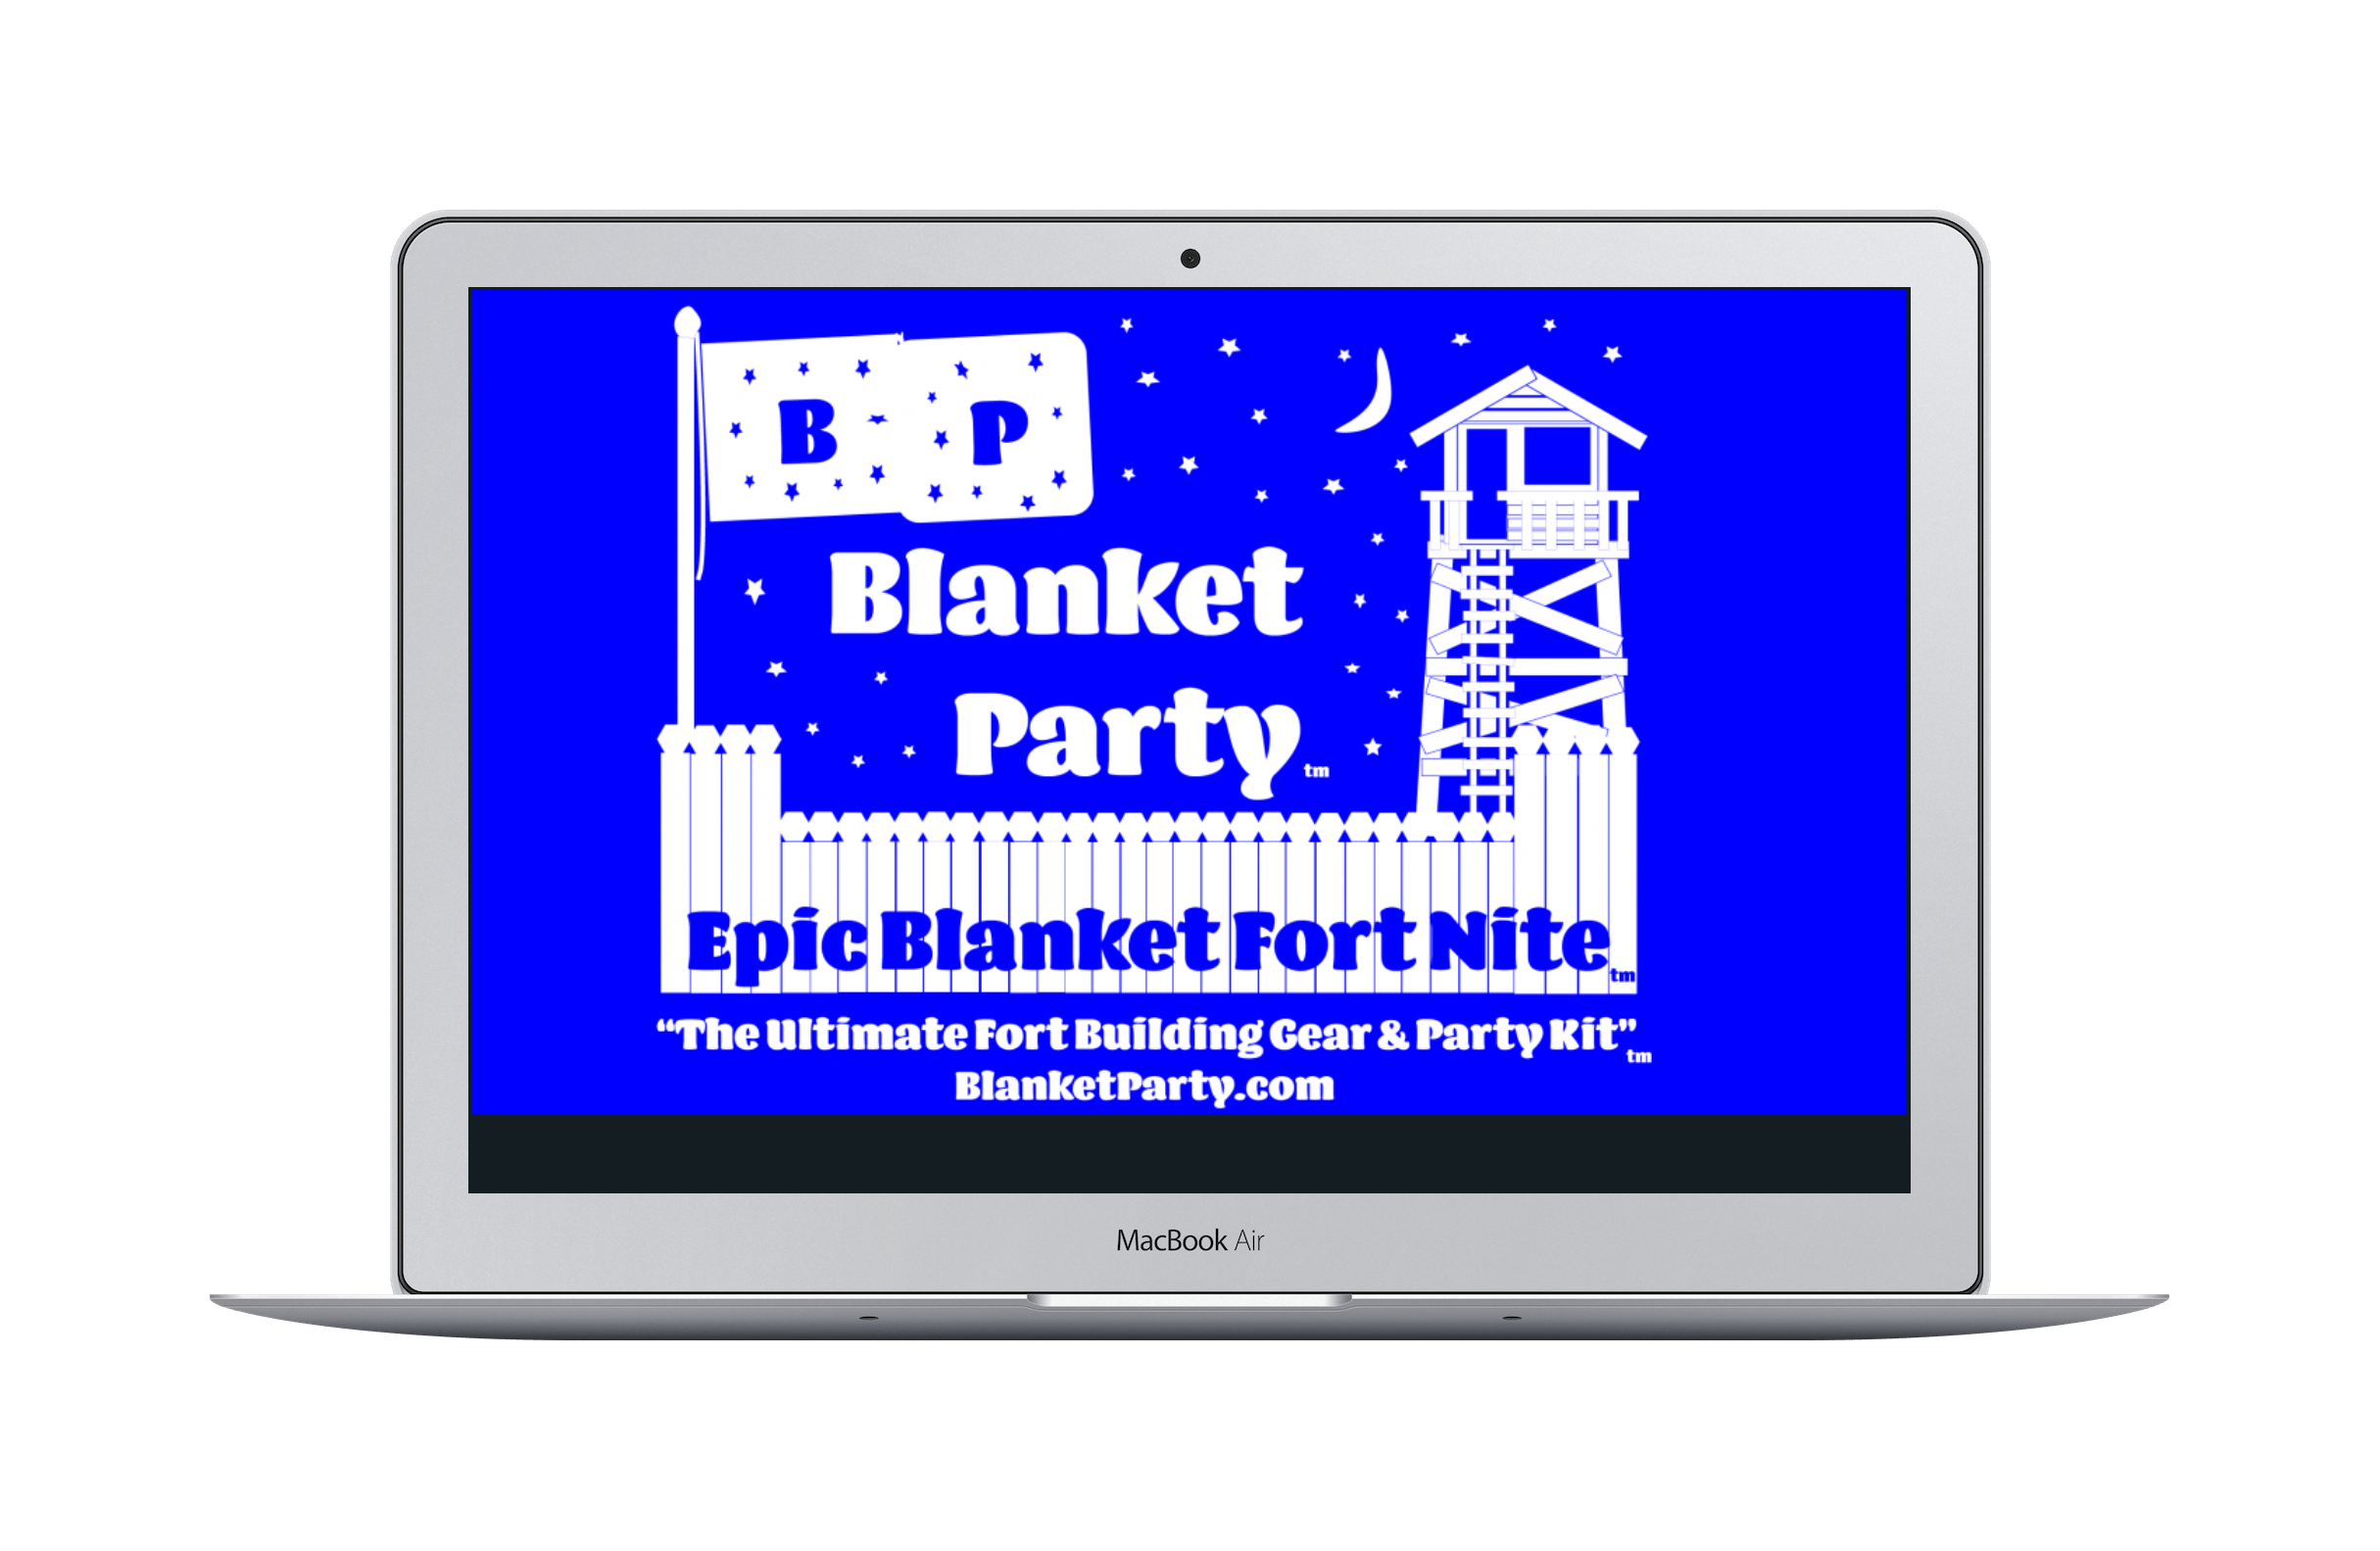 B - P
Blanket
Party tm
Epic Blanket Fort Nite tm
“The Ultimate Fort Building Gear & Party Kit” tm
BlanketParty.com
MacBook Air